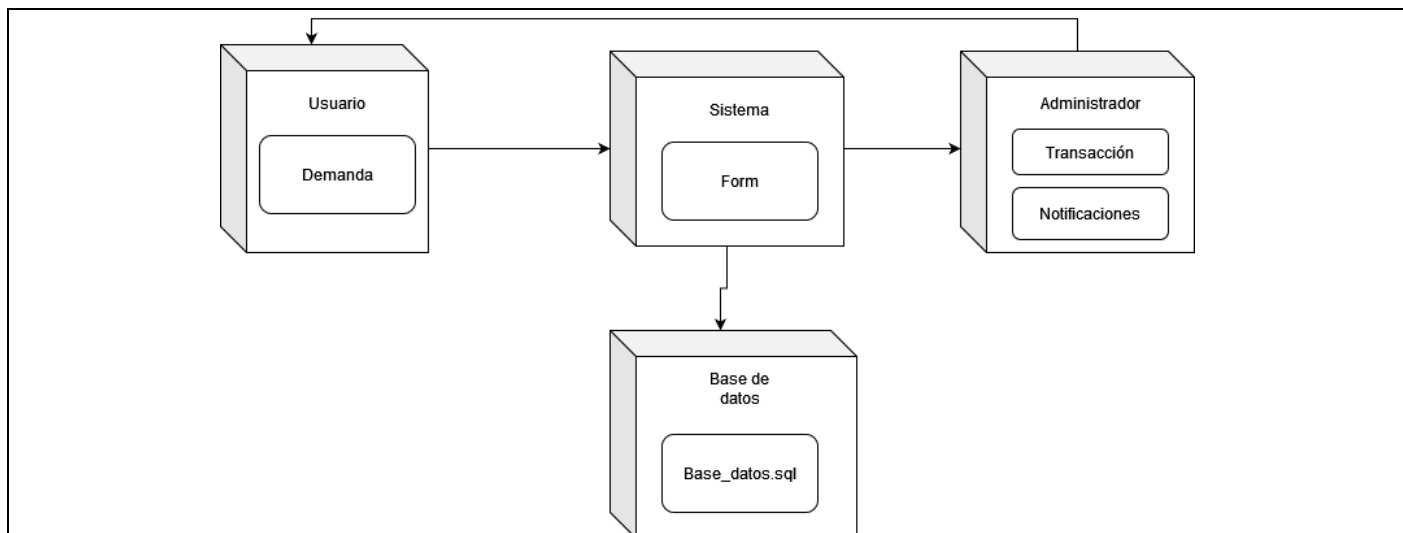 Usuario
Demanda
Sistema
Form
Administrador
Transacción
Notificaciones
Base de
datos
Base_datos.sql